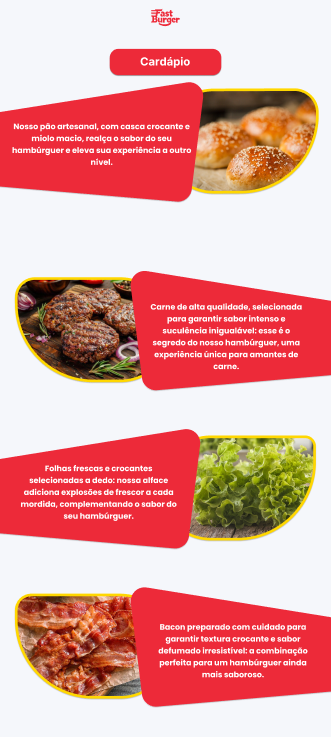 Fast
Burger
Cardápio
Nosso pão artesanal, com casca crocante e
miolo macio, realça o sabor do seu
hambúrguer e eleva sua experiência a outro
nível.
Carne de alta qualidade, selecionada
para garantir sabor intenso e
suculência inigualável: esse é o
segredo do nosso hambúrguer, uma
experiência única para amantes de
carne.
Folhas frescas e crocantes
selecionadas a dedo: nossa alface
adiciona explosões de frescor a cada
mordida, complementando o sabor do
seu hambúrguer.
Bacon preparado com cuidado para
garantir textura crocante e sabor
defumado irresistível: a combinação
perfeita para um hambúrguer ainda
mais saboroso.